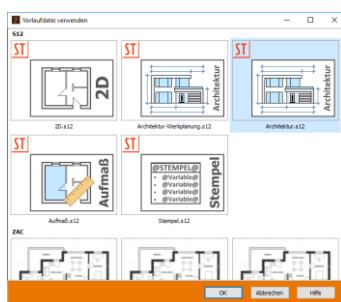 Vorlaufdatei verwenden
S12
ST
2D
2D.s12
ST
Architektur
Architektur-Werkplanung.s12
ST
Architektur
Architektur.s12
ST
Aufmaß
Aufmaß.s12
ST
@STEMPEL@
• @Variable@
• @Variable@
• @Variable@
• @Variable@
Stempel
Stempel.s12
ZAC
OK
Abbrechen
Hilfe